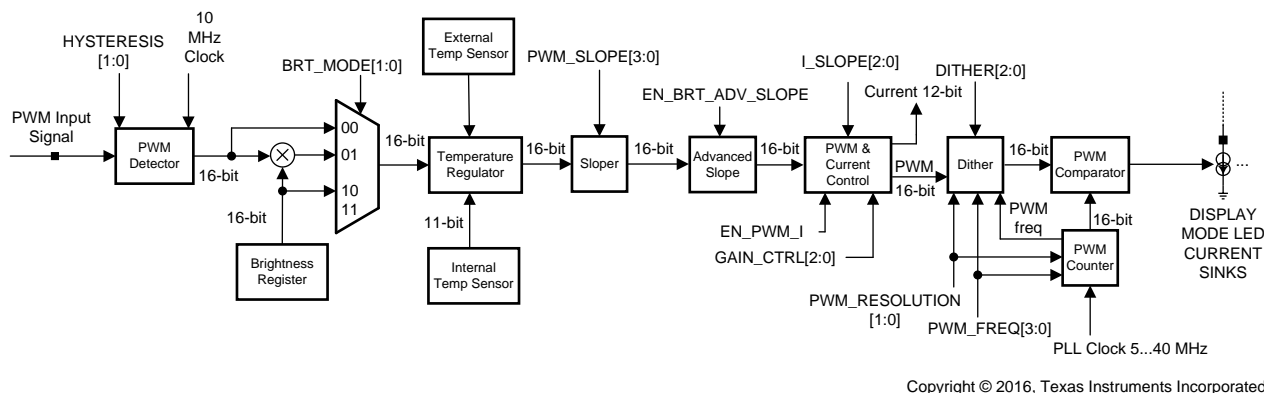 10
MHz
Clock
HYSTERESIS
[1:0]
BRT_MODE[1:0]
External
Temp Sensor
PWM_SLOPE[3:0]
EN_BRT_ADV_SLOPE
I_SLOPE[2:0]
Current 12-bit
DITHER[2:0]
PWM Input
Signal
PWM
Detector
16-bit
00
01
10
11
16-bit
16-bit
Brightness
Register
Temperature
Regulator
11-bit
Internal
Temp Sensor
16-bit
Sloper
16-bit
Advanced
Slope
16-bit
PWM &
Current
Control
EN_PWM_I
GAIN_CTRL[2:0]
PWM
16-bit
Dither
16-bit
PWM
Comparator
16-bit
PWM
freq
PWM
Counter
PWM_RESOLUTION
[1:0]
PWM_FREQ[3:0]
PLL Clock 5...40 MHz
...
DISPLAY
MODE LED
CURRENT
SINKS
Copyright © 2016, Texas Instruments Incorporated